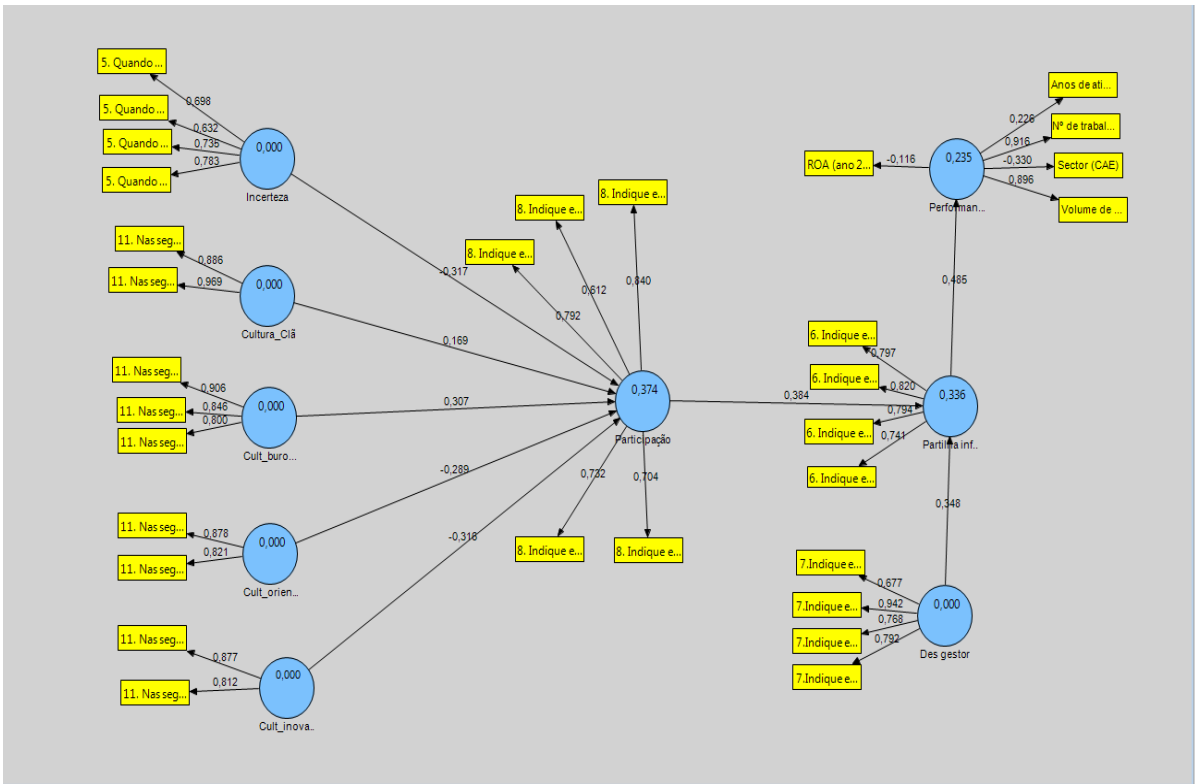 5. Quando ...
0,698
5. Quando ...
0,632
5. Quando ...
0,735
5. Quando ...
0,783
0,000
Incerteza
11. Nas seg...
0,886
11. Nas seg...
0,969
0,000
Cultura_Clã
11. Nas seg...
0,906
11. Nas seg...
0,846
11. Nas seg...
0,800
0,000
Cult_buro...
11. Nas seg...
0,878
11. Nas seg...
0,821
0,000
Cult_orien..
11. Nas seg...
0,877
11. Nas seg...
0,812
0,000
Cult_inova..
-0,317
0,169
0,307
-0,289
-0,316
8. Indique e...
8. Indique e...
8. Indique e...
0,792
0,612
0,840
0,374
Participação
0,732
0,704
8. Indique e...
8. Indique e...
0,384
ROA (ano 2...
-0,116
0,235
Performan..
Anos de ati...
0,226
Nº de trabal...
0,916
Sector (CAE)
-0,330
Volume de ...
0,896
0,485
6. Indique e...
0,797
6. Indique e...
0,820
6. Indique e...
0,794
6. Indique e...
0,741
0,336
Partilha inf..
0,348
7.Indique e...
0,677
7.Indique e...
0,942
7.Indique e...
0,768
7.Indique e...
0,792
0,000
Des gestor